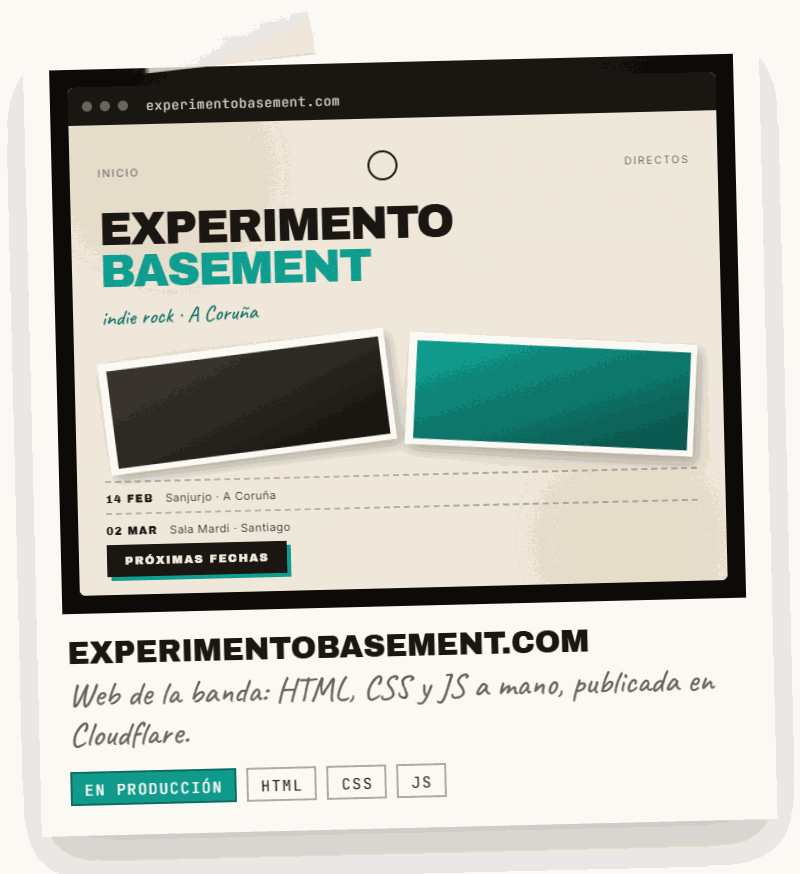 experimentobasement.com
INICIO
DIRECTOS
EXPERIMENTO
BASEMENT
indie rock · A Coruña
14 FEB Sanjurjo · A Coruña
02 MAR Sala Mardi · Santiago
PRÓXIMAS FECHAS
EXPERIMENTOBASEMENT.COM
Web de la banda: HTML, CSS y JS a mano, publicada en
Cloudflare.
EN PRODUCCIÓN HTML CSS JS